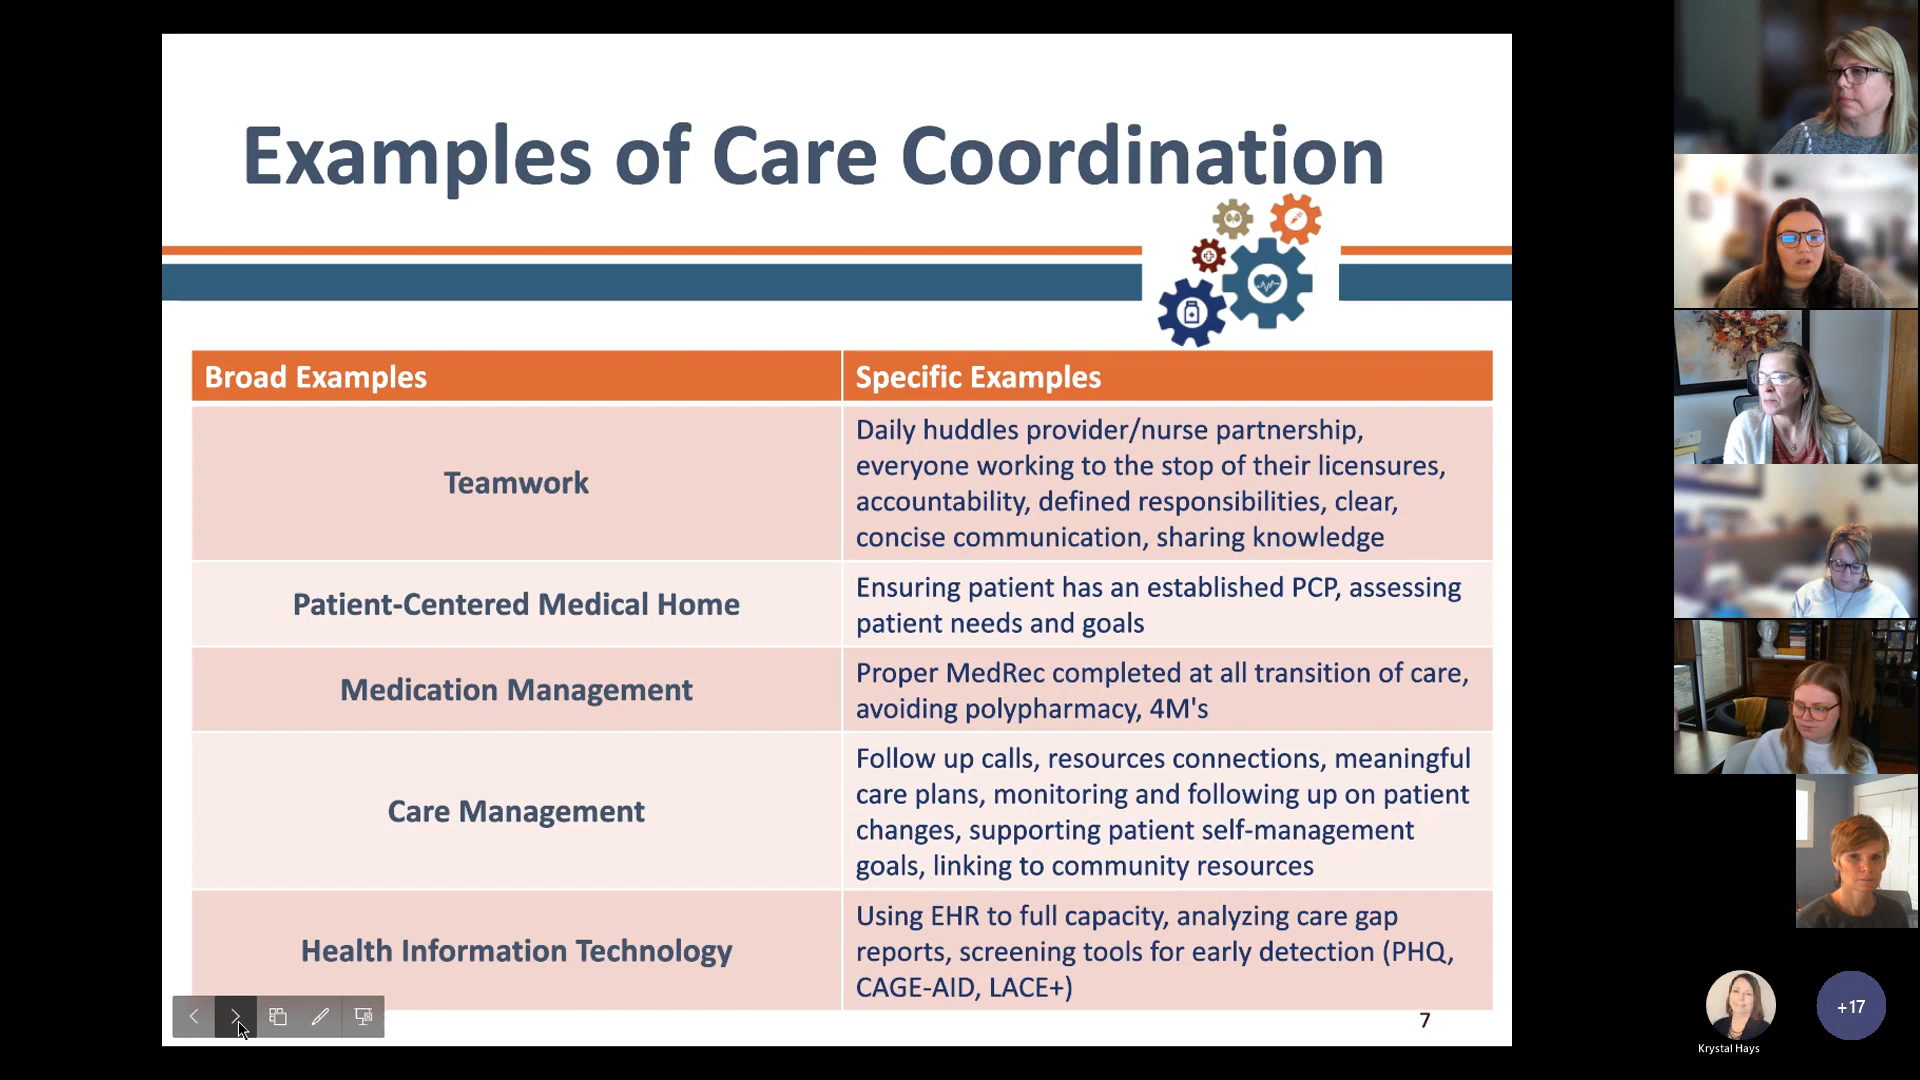 Examples of Care Coordination
Broad Examples
Specific Examples
Teamwork
Daily huddles provider/nurse partnership,
everyone working to the stop of their licensures,
accountability, defined responsibilities, clear,
concise communication, sharing knowledge
Patient-Centered Medical Home
Ensuring patient has an established PCP, assessing
patient needs and goals
Medication Management
Proper MedRec completed at all transition of care,
avoiding polypharmacy, 4M's
Care Management
Follow up calls, resources connections, meaningful
care plans, monitoring and following up on patient
changes, supporting patient self-management
goals, linking to community resources
Health Information Technology
Using EHR to full capacity, analyzing care gap
reports, screening tools for early detection (PHQ,
CAGE-AID, LACE+)
7
+17
Krystal Hays